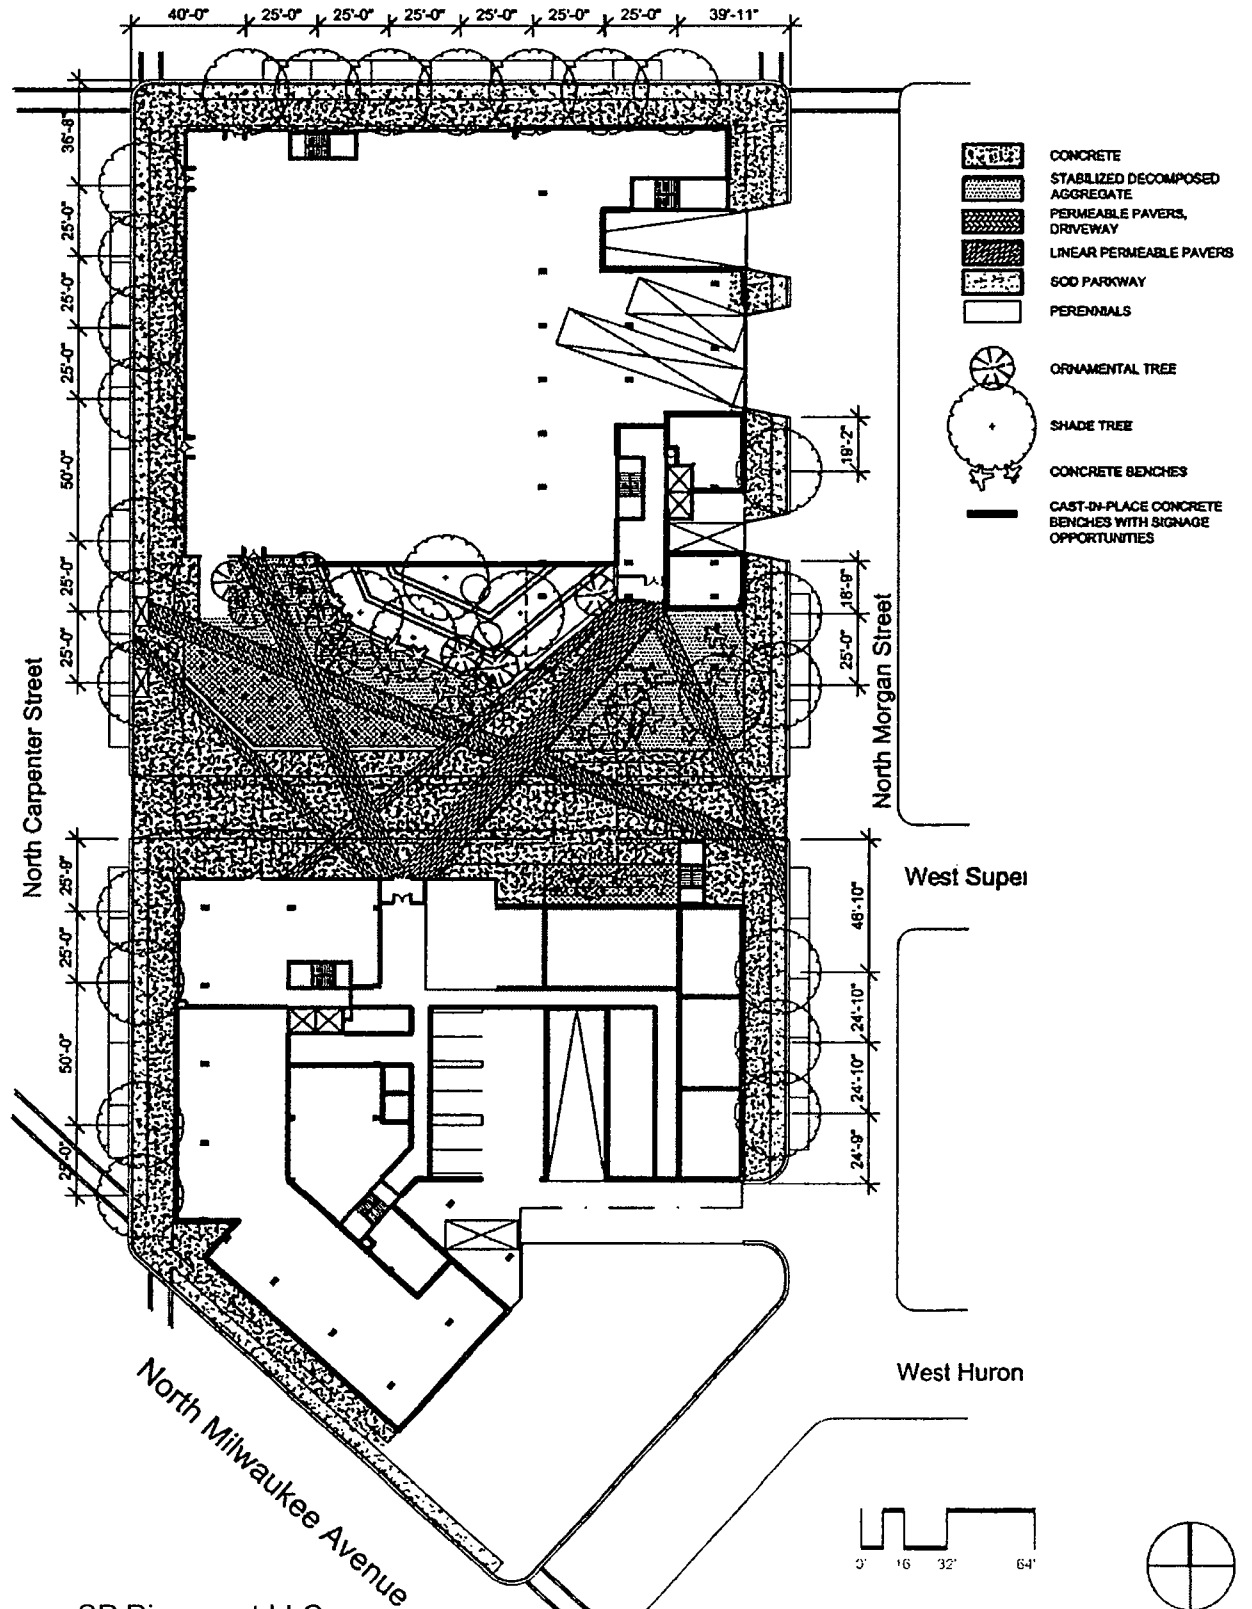 40'-0" 25'-0" 25'-0" 25'-0" 25'-0" 25'-0" 25'-0" 39'-11"
36'-8"
25'-0"
25'-0"
25'-0"
50'-0"
25'-0"
25'-0"
North Carpenter Street
25'-9"
25'-0"
50'-0"
25'-0"
CONCRETE
STABILIZED DECOMPOSED
AGGREGATE
PERMEABLE PAVERS,
DRIVEWAY
LINEAR PERMEABLE PAVERS
SOD PARKWAY
PERENNIALS
ORNAMENTAL TREE
SHADE TREE
CONCRETE BENCHES
CAST-IN-PLACE CONCRETE
BENCHES WITH SIGNAGE
OPPORTUNITIES
19'-2"
18'-9"
25'-0"
North Morgan Street
West Super
46'-10"
24'-10"
24'-10"
24'-9"
West Huron
North Milwaukee Avenue
0' 16 32' 64'